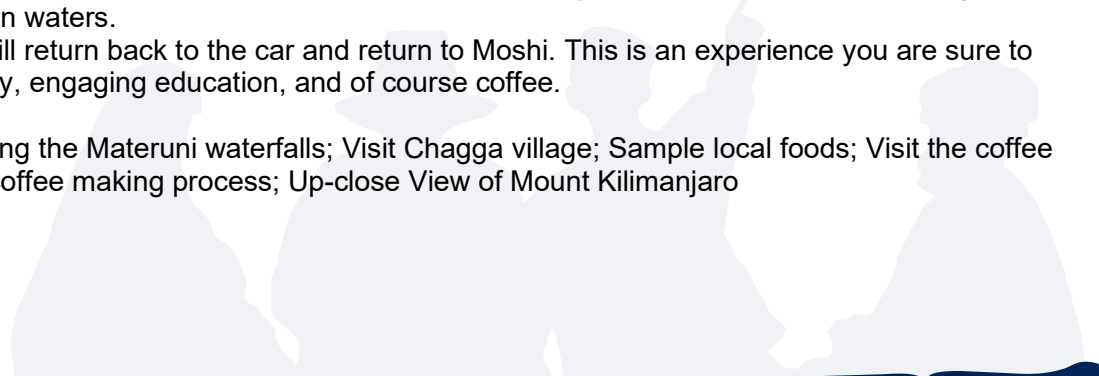 n waters.
ill return back to the car and return to Moshi. This is an experience you are sure to
y, engaging education, and of course coffee.
ng the Materuni waterfalls; Visit Chagga village; Sample local foods; Visit the coffee
coffee making process; Up-close View of Mount Kilimanjaro